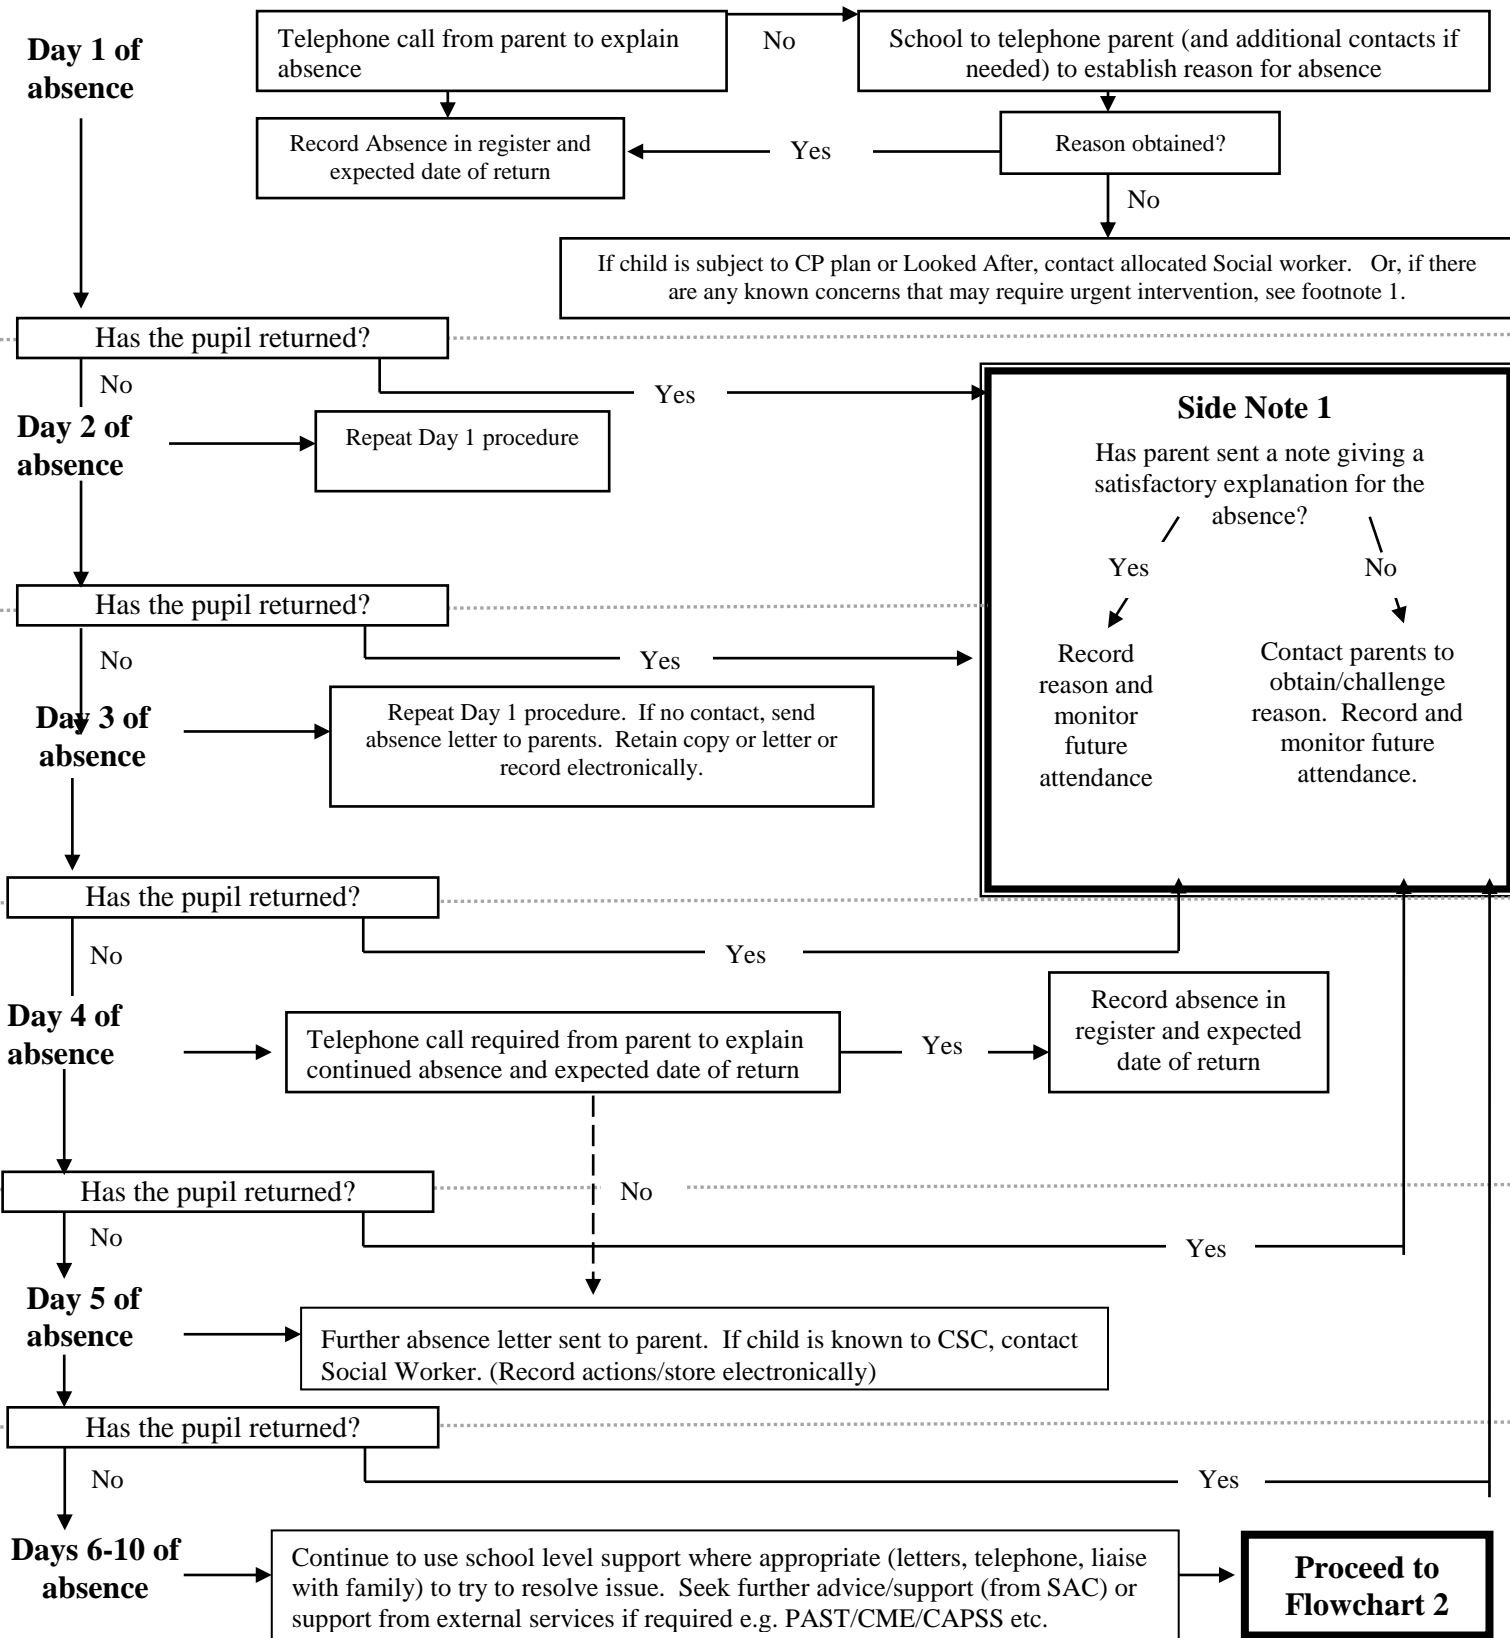 Day 1 of
absence
Telephone call from parent to explain
absence
No
School to telephone parent (and additional contacts if
needed) to establish reason for absence
Record Absence in register and
expected date of return
Yes
Reason obtained?
No
If child is subject to CP plan or Looked After, contact allocated Social worker. Or, if there
are any known concerns that may require urgent intervention, see footnote 1.
Has the pupil returned?
No
Yes
Day 2 of
absence
Repeat Day 1 procedure
Side Note 1
Has parent sent a note giving a
satisfactory explanation for the
absence?
Yes
No
Record
reason and
monitor
future
attendance
Contact parents to
obtain/challenge
reason. Record and
monitor future
attendance.
Has the pupil returned?
No
Yes
Day 3 of
absence
Repeat Day 1 procedure. If no contact, send
absence letter to parents. Retain copy or letter or
record electronically.
Has the pupil returned?
No
Yes
Day 4 of
absence
Telephone call required from parent to explain
continued absence and expected date of return
Yes
Record absence in
register and expected
date of return
Has the pupil returned?
No
No
Yes
Day 5 of
absence
Further absence letter sent to parent. If child is known to CSC, contact
Social Worker. (Record actions/store electronically)
Has the pupil returned?
No
Yes
Days 6-10 of
absence
Continue to use school level support where appropriate (letters, telephone, liaise
with family) to try to resolve issue. Seek further advice/support (from SAC) or
support from external services if required e.g. PAST/CME/CAPSS etc.
Proceed to
Flowchart 2